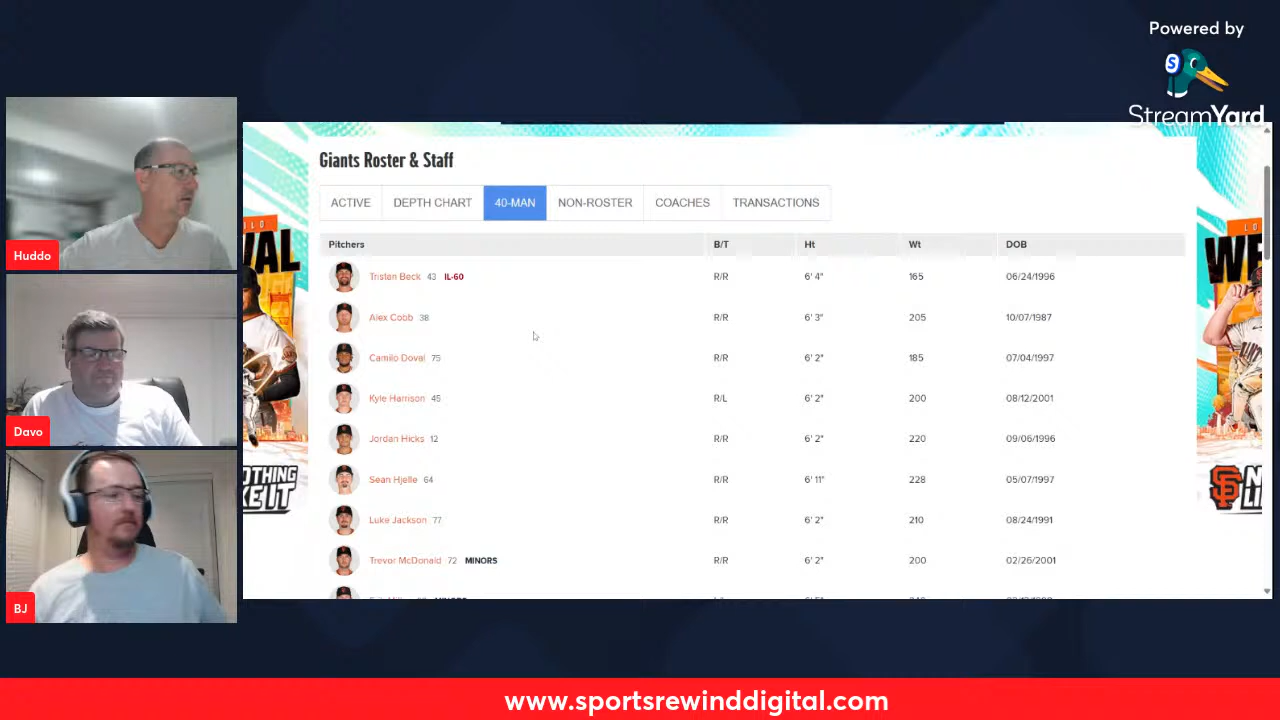 Powered by
StreamYard
Giants Roster & Staff
ACTIVE DEPTH CHART 40-MAN NON-ROSTER COACHES TRANSACTIONS
Pitchers B/T Ht Wt DOB
Tristan Beck 43 IL-60 R/R 6' 4" 165 06/24/1996
Alex Cobb 38 R/R 6' 3" 205 10/07/1987
Camilo Doval 75 R/R 6' 2" 185 07/04/1997
Kyle Harrison 45 R/L 6' 2" 200 08/12/2001
Jordan Hicks 12 R/R 6' 2" 220 09/06/1996
Sean Hjelle 64 R/R 6' 11" 228 05/07/1997
Luke Jackson 77 R/R 6' 2" 210 08/24/1991
Trevor McDonald 72 MINORS R/R 6' 2" 200 02/26/2001
Huddo
Davo
BJ
www.sportsrewinddigital.com